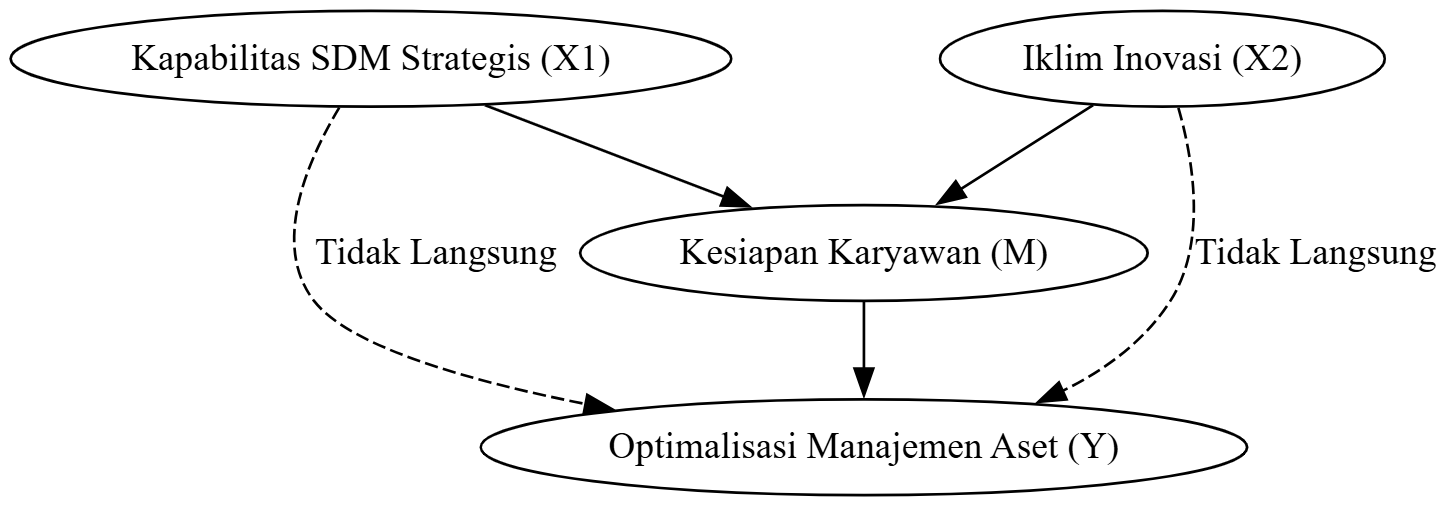 Kapabilitas SDM Strategis (X1)
Iklim Inovasi (X2)
Tidak Langsung
Kesiapan Karyawan (M)
Tidak Langsung
Optimalisasi Manajemen Aset (Y)